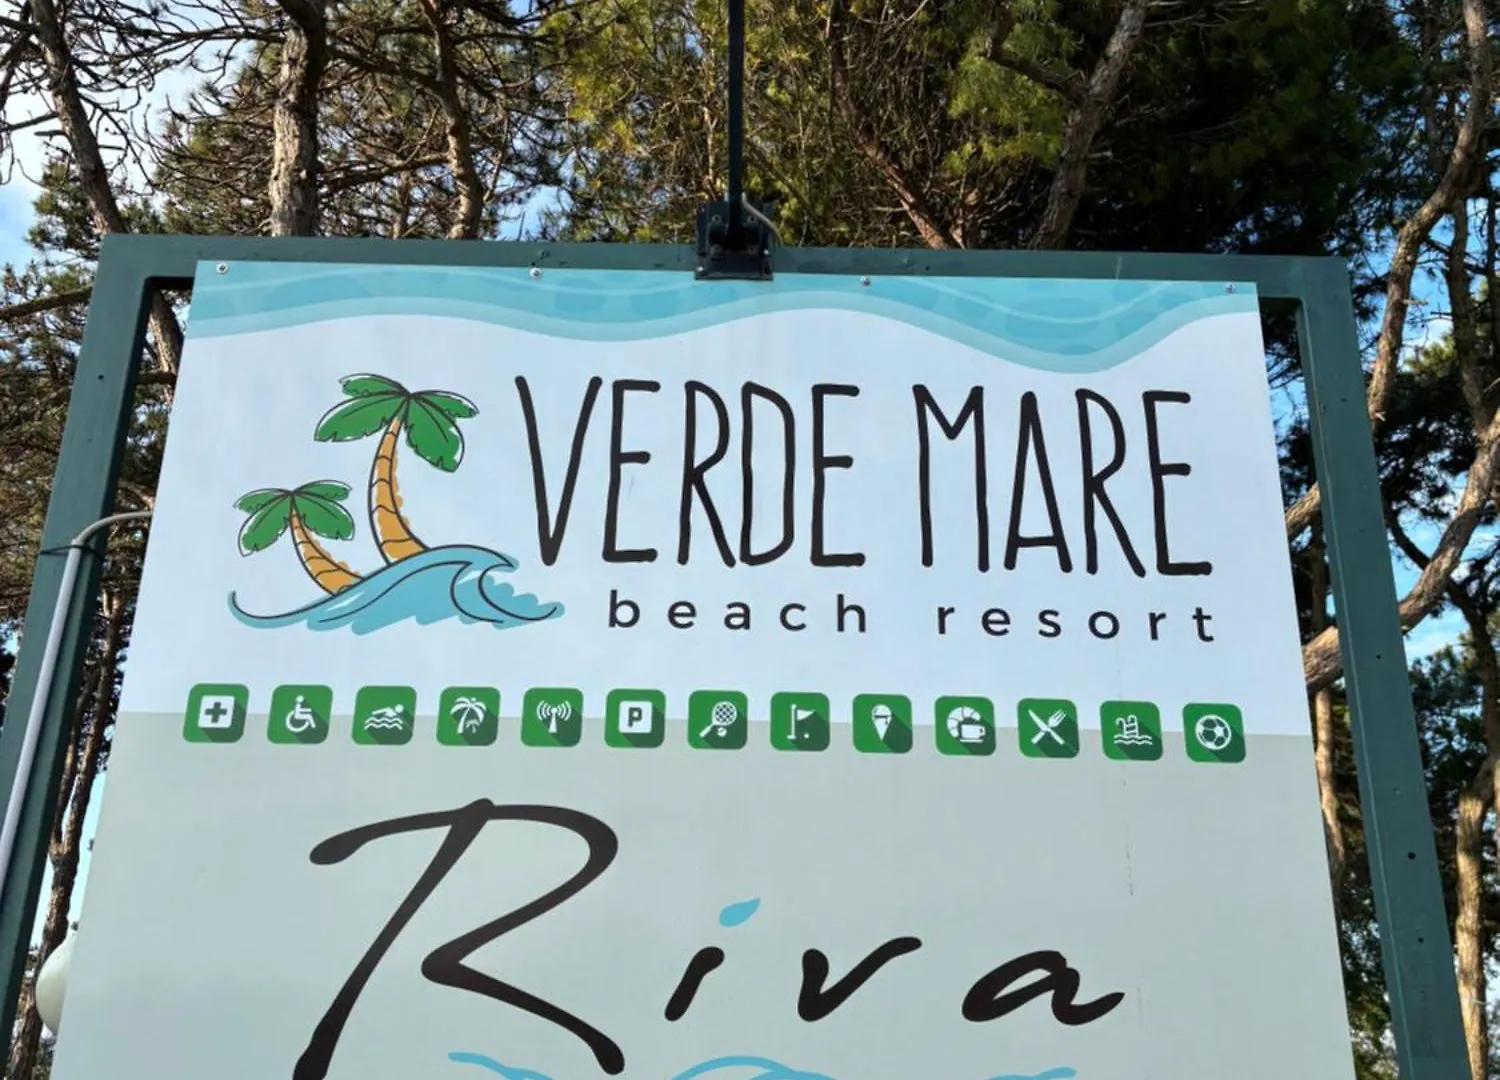 VERDE MARE
beach resort
P
Riva